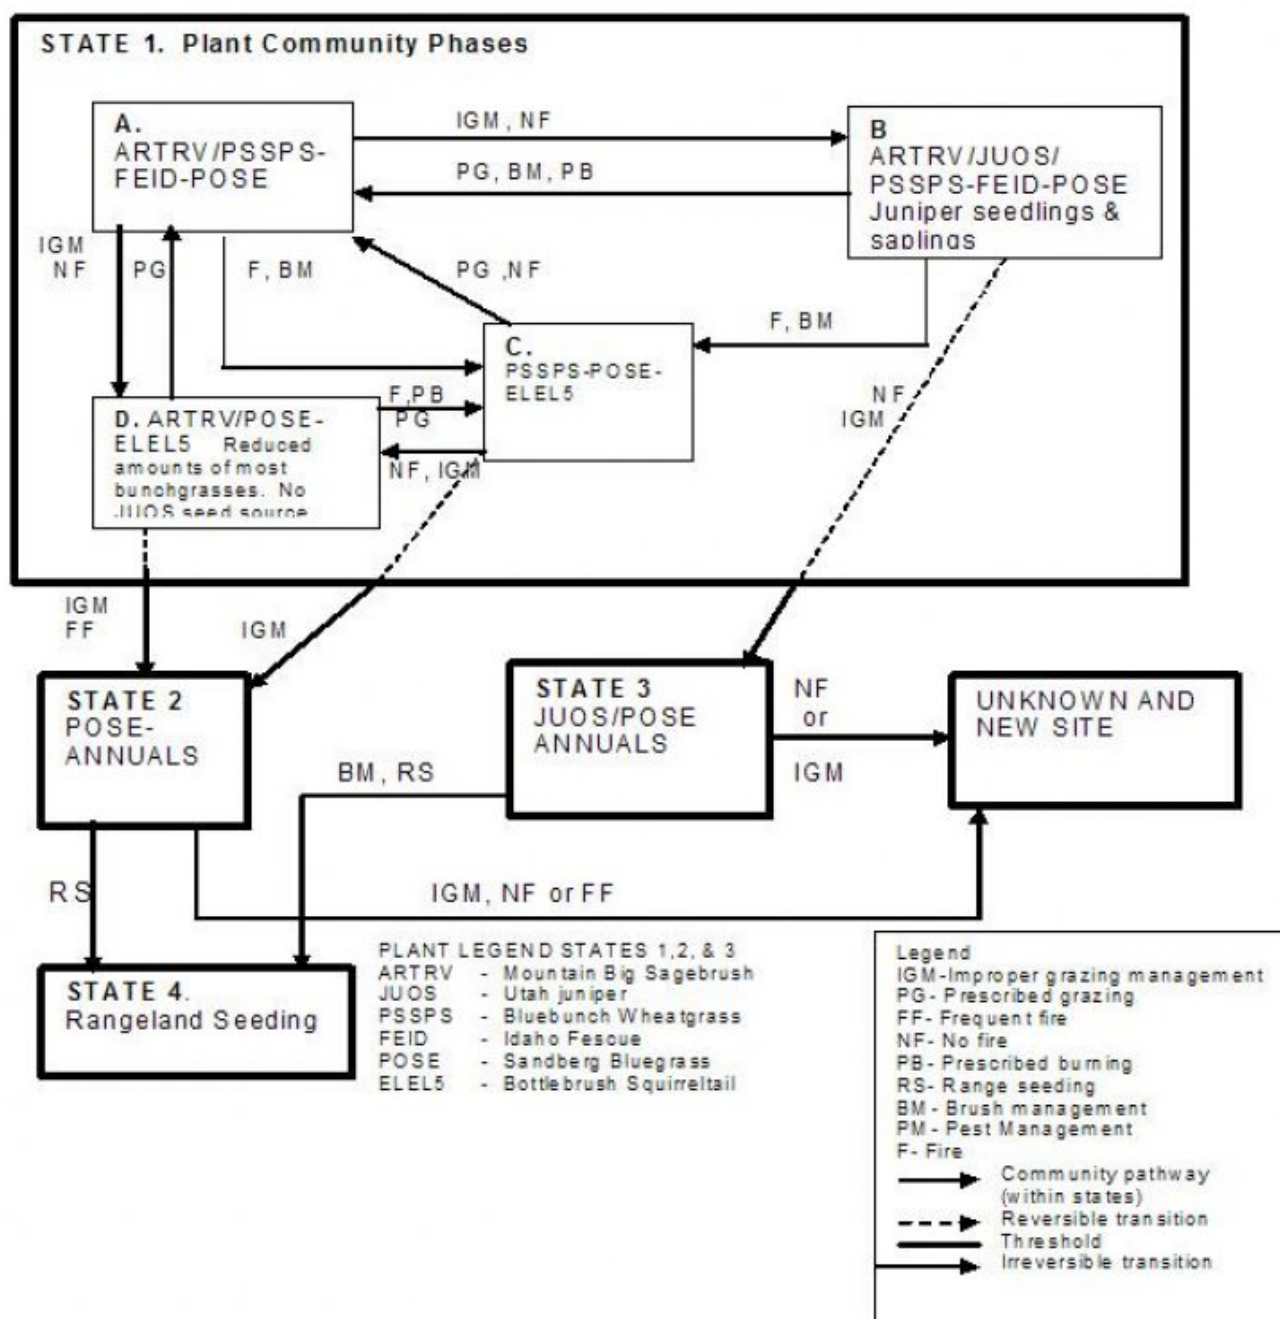 STATE 1. Plant Community Phases
A.
ARTRV/PSSPS-
FEID-POSE
IGM, NF
PG, BM, PB
B
ARTRV/JUOS/
PSSPS-FEID-POSE
Juniper seedlings &
saplings
IGM
NF
PG
F, BM
PG ,NF
F, BM
C.
PSSPS-POSE-
ELEL5
NF
IGM
D. ARTRV/POSE-
ELEL5 Reduced
amounts of most
bunchgrasses. No
JUOS seed source
F,PB
PG
NF, IGM
IGM
FF
IGM
STATE 2
POSE-
ANNUALS
STATE 3
JUOS/POSE
ANNUALS
NF
or
IGM
UNKNOWN AND
NEW SITE
BM, RS
RS
IGM, NF or FF
STATE 4.
Rangeland Seeding
PLANT LEGEND STATES 1,2, & 3
ARTRV - Mountain Big Sagebrush
JUOS - Utah juniper
PSSPS - Bluebunch Wheatgrass
FEID - Idaho Fescue
POSE - Sandberg Bluegrass
ELEL5 - Bottlebrush Squirreltail
Legend
IGM-Improper grazing management
PG- Prescribed grazing
FF- Frequent fire
NF- No fire
PB- Prescribed burning
RS- Range seeding
BM- Brush management
PM- Pest Management
F- Fire
Community pathway
(within states)
Reversible transition
Threshold
Irreversible transition